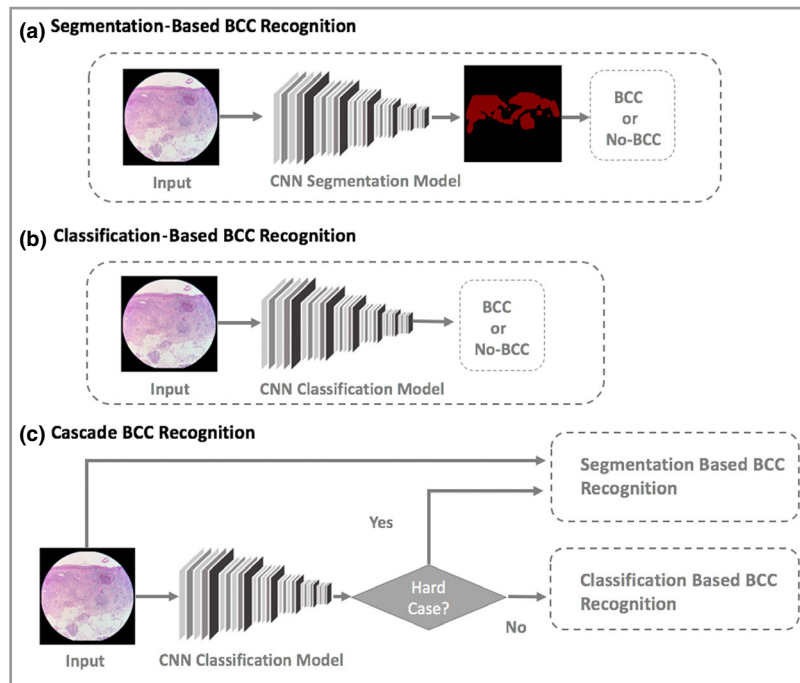 (a) Segmentation-Based BCC Recognition
BCC
or
No-BCC
Input
CNN Segmentation Model
(b) Classification-Based BCC Recognition
BCC
or
No-BCC
Input
CNN Classification Model
(c) Cascade BCC Recognition
Segmentation Based BCC
Recognition
Yes
Hard
Case?
Classification Based BCC
Recognition
No
Input
CNN Classification Model